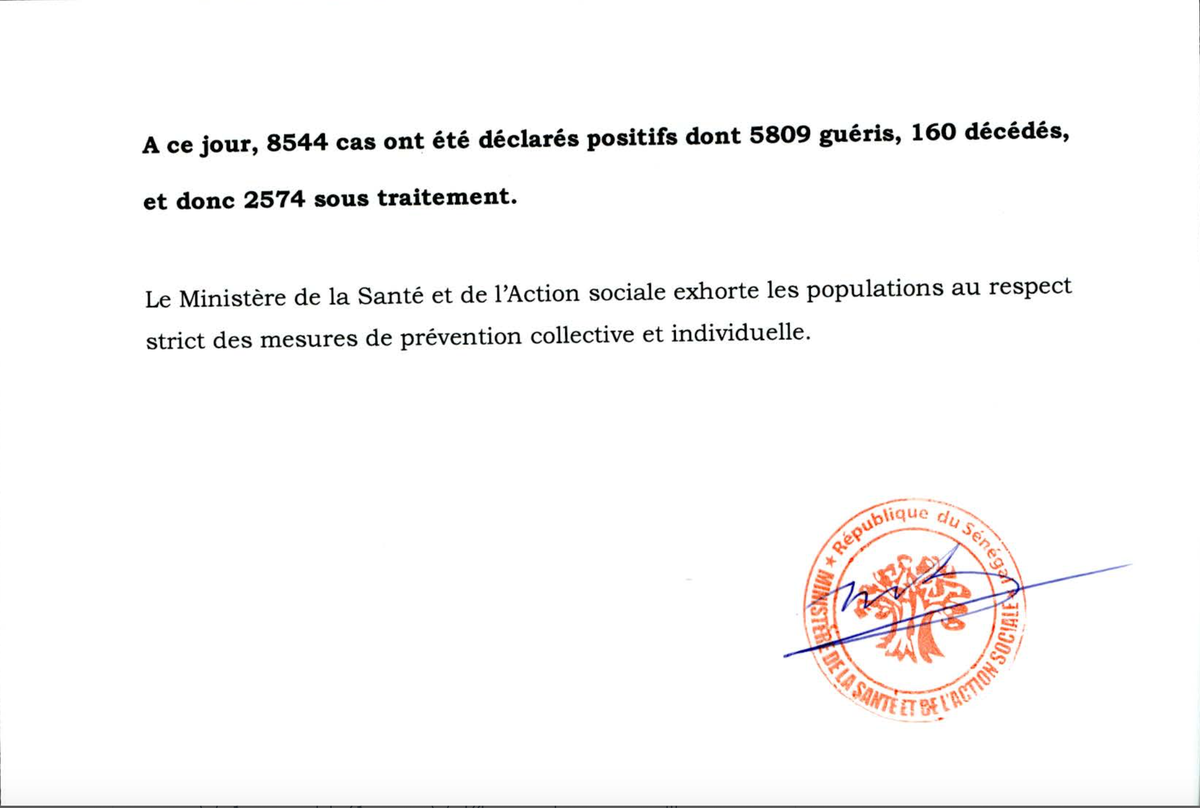 A ce jour, 8544 cas ont été déclarés positifs dont 5809 guéris, 160 décédés,
et donc 2574 sous traitement.
Le Ministère de la Santé et de l'Action sociale exhorte les populations au respect
strict des mesures de prévention collective et individuelle.
République du Sénégal
MINISTÈRE DE LA SANTÉ ET DE L'ACTION SOCIALE